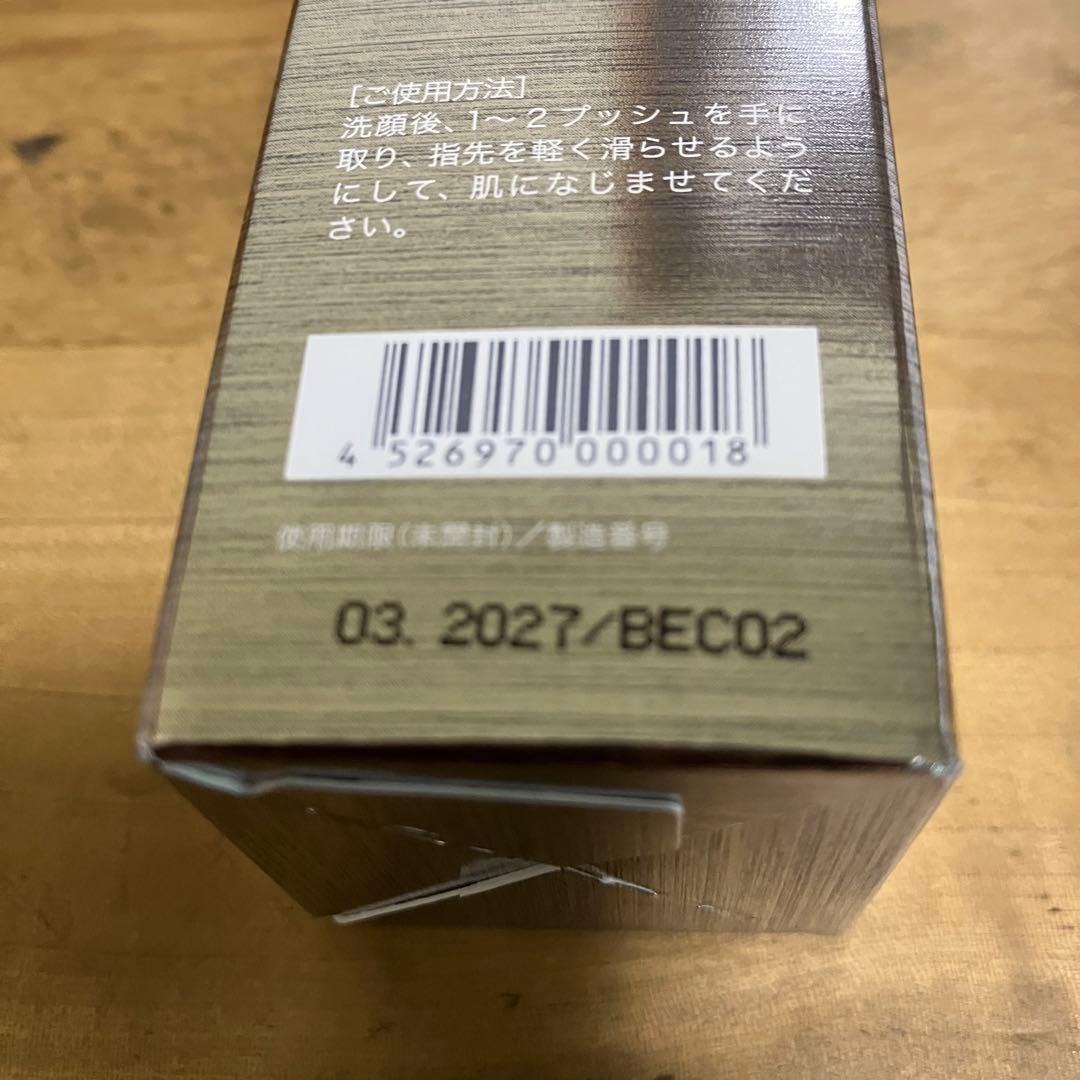 [ご使用方法]
洗顔後、1〜2プッシュを手に
取り、指先を軽く滑らせるよう
にして、肌になじませてくだ
さい。
4 526970 000018
使用期限(未開封)/製造番号
03. 2027/BEC02